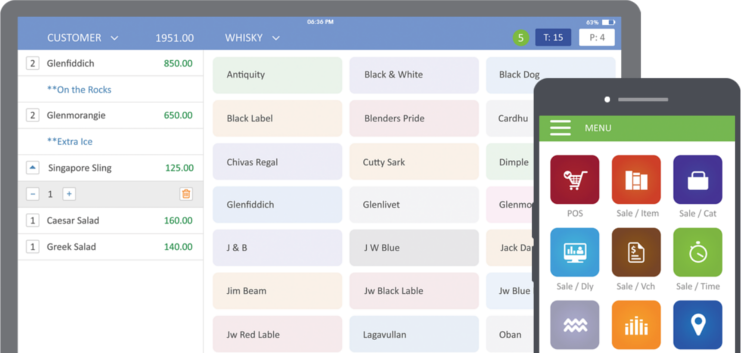 06:36 PM
63%
CUSTOMER 1951.00
WHISKY
5
T: 15
P: 4
2 Glenfiddich 850.00
**On the Rocks
2 Glenmorangie 650.00
**Extra Ice
Singapore Sling 125.00
− 1 +
1 Caesar Salad 160.00
1 Greek Salad 140.00
Antiquity
Black & White
Black Dog
Black Label
Blenders Pride
Cardhu
Chivas Regal
Cutty Sark
Dimple
Glenfiddich
Glenlivet
Glenmo
J & B
J W Blue
Jack Da
Jim Beam
Jw Black Lable
Jw Blue
Jw Red Lable
Lagavullan
Oban
MENU
POS
Sale / Item
Sale / Cat
Sale / Dly
Sale / Vch
Sale / Time